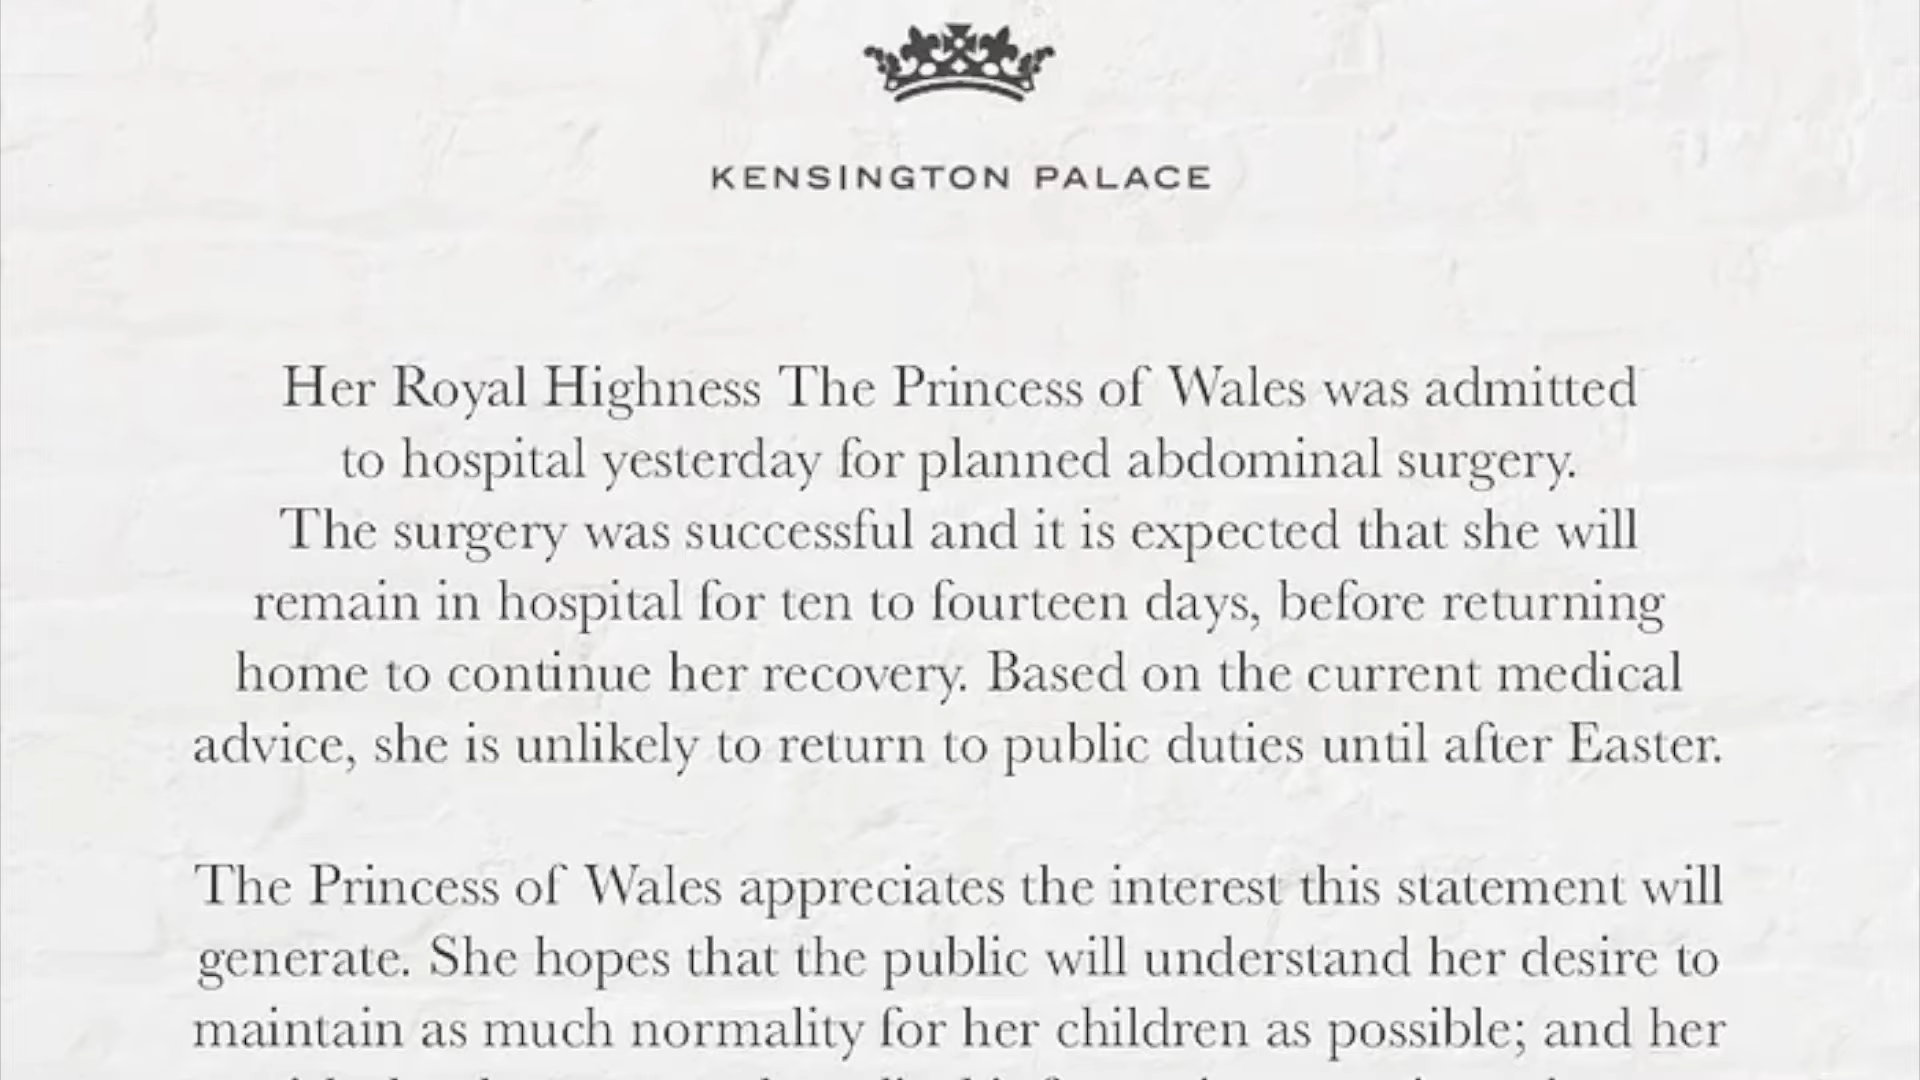 KENSINGTON PALACE
Her Royal Highness The Princess of Wales was admitted
to hospital yesterday for planned abdominal surgery.
The surgery was successful and it is expected that she will
remain in hospital for ten to fourteen days, before returning
home to continue her recovery. Based on the current medical
advice, she is unlikely to return to public duties until after Easter.
The Princess of Wales appreciates the interest this statement will
generate. She hopes that the public will understand her desire to
maintain as much normality for her children as possible; and her